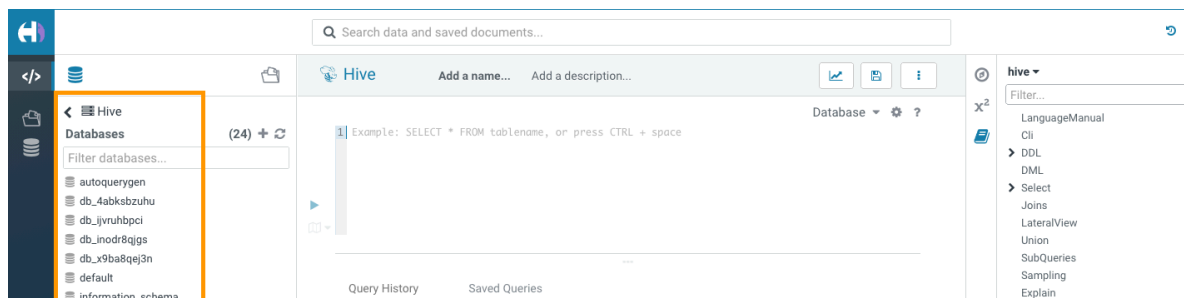 Search data and saved documents...
</>
Hive
Databases (24)
Filter databases...
autoquerygen
db_4abksbzuhu
db_ijvruhbpci
db_inodr8qjgs
db_x9ba8qej3n
default
information_schema
Hive Add a name... Add a description...
Database ?
1 Example: SELECT * FROM tablename, or press CTRL + space
Query History Saved Queries
x²
hive
Filter...
LanguageManual
Cli
DDL
DML
Select
Joins
LateralView
Union
SubQueries
Sampling
Explain